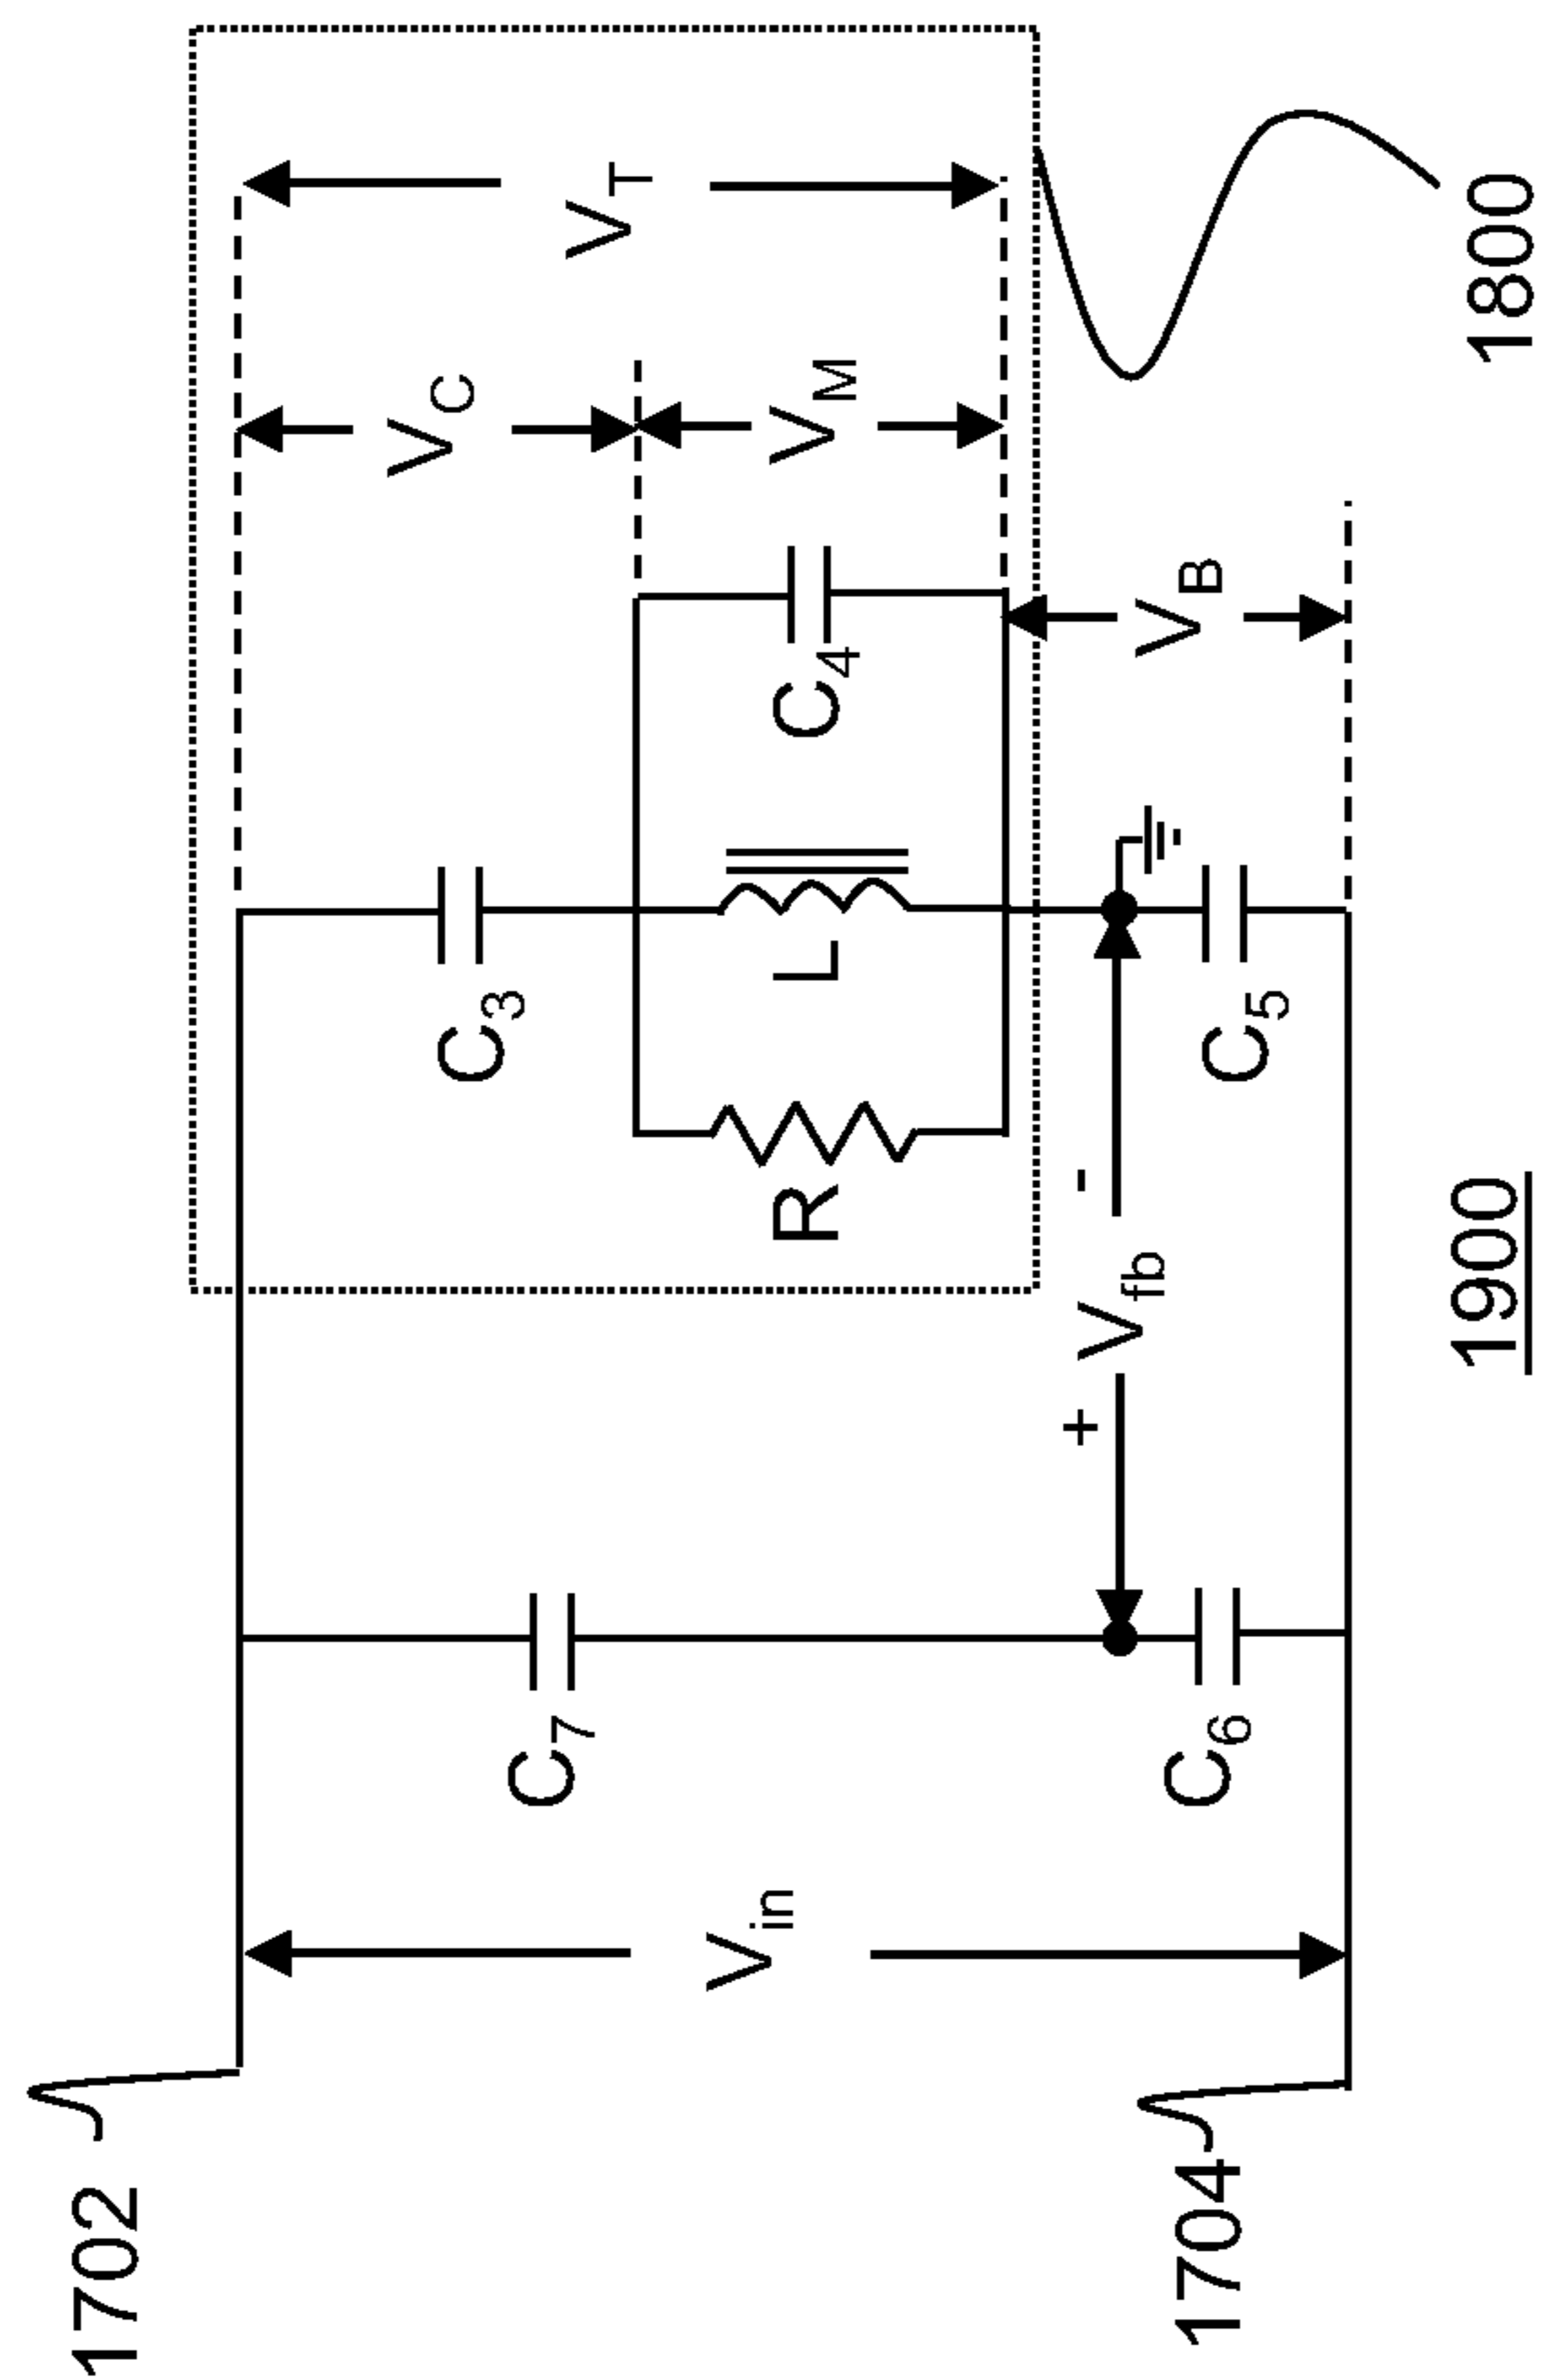 1702
V_C
V_T
C_3
C_7
V_in
R
L
C_4
V_M
+ V_fb -
V_B
1704
C_6
C_5
1900
1800